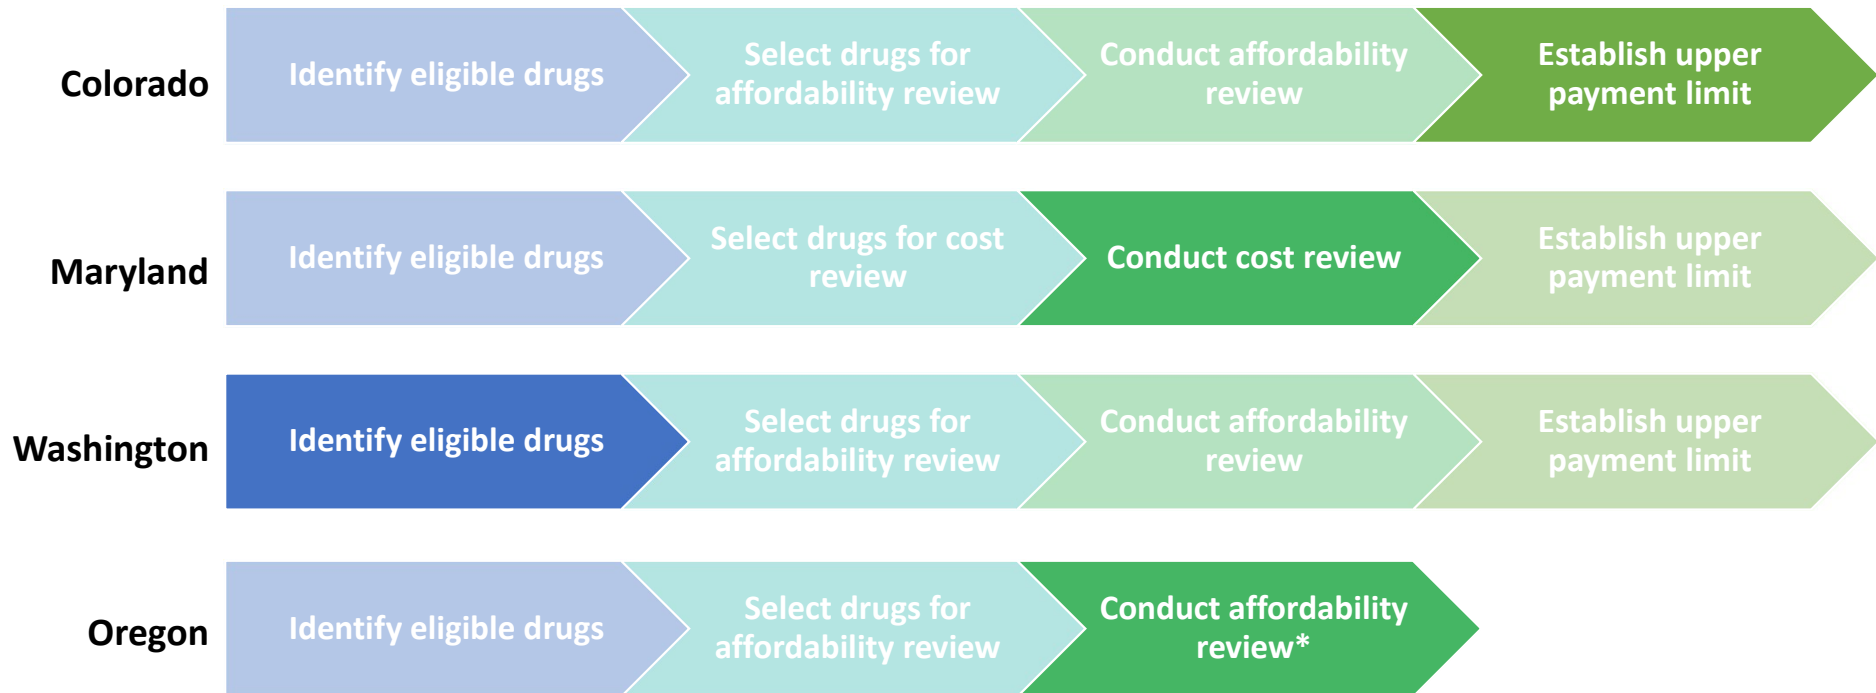 Colorado
Identify eligible drugs
Select drugs for
affordability review
Conduct affordability
review
Establish upper
payment limit
Maryland
Identify eligible drugs
Select drugs for cost
review
Conduct cost review
Establish upper
payment limit
Washington
Identify eligible drugs
Select drugs for
affordability review
Conduct affordability
review
Establish upper
payment limit
Oregon
Identify eligible drugs
Select drugs for
affordability review
Conduct affordability
review*